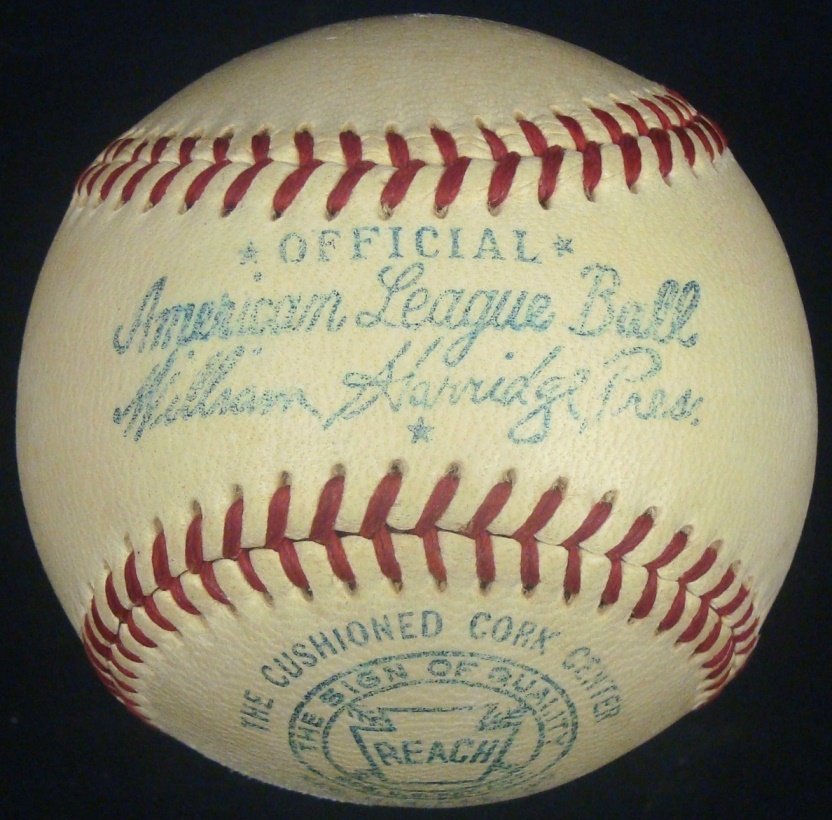 ★ OFFICIAL ★
American League Ball
William Harridge, Pres.
★
THE CUSHIONED CORK CENTER
THE SIGN OF QUALITY
REACH